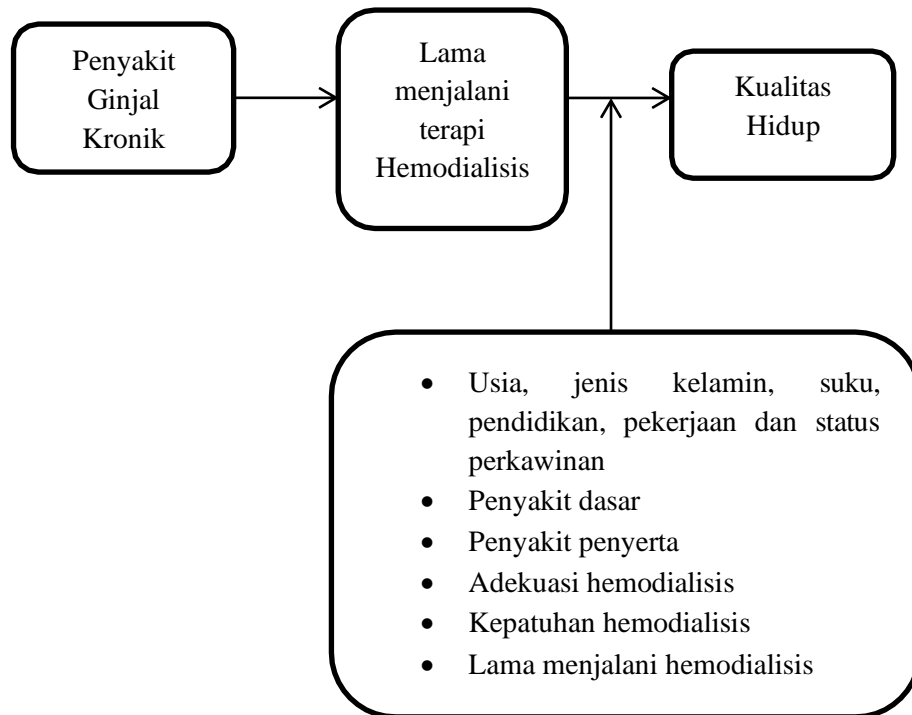 Penyakit
Ginjal
Kronik
Lama
menjalani
terapi
Hemodialisis
Kualitas
Hidup
• Usia, jenis kelamin, suku,
pendidikan, pekerjaan dan status
perkawinan
• Penyakit dasar
• Penyakit penyerta
• Adekuasi hemodialisis
• Kepatuhan hemodialisis
• Lama menjalani hemodialisis